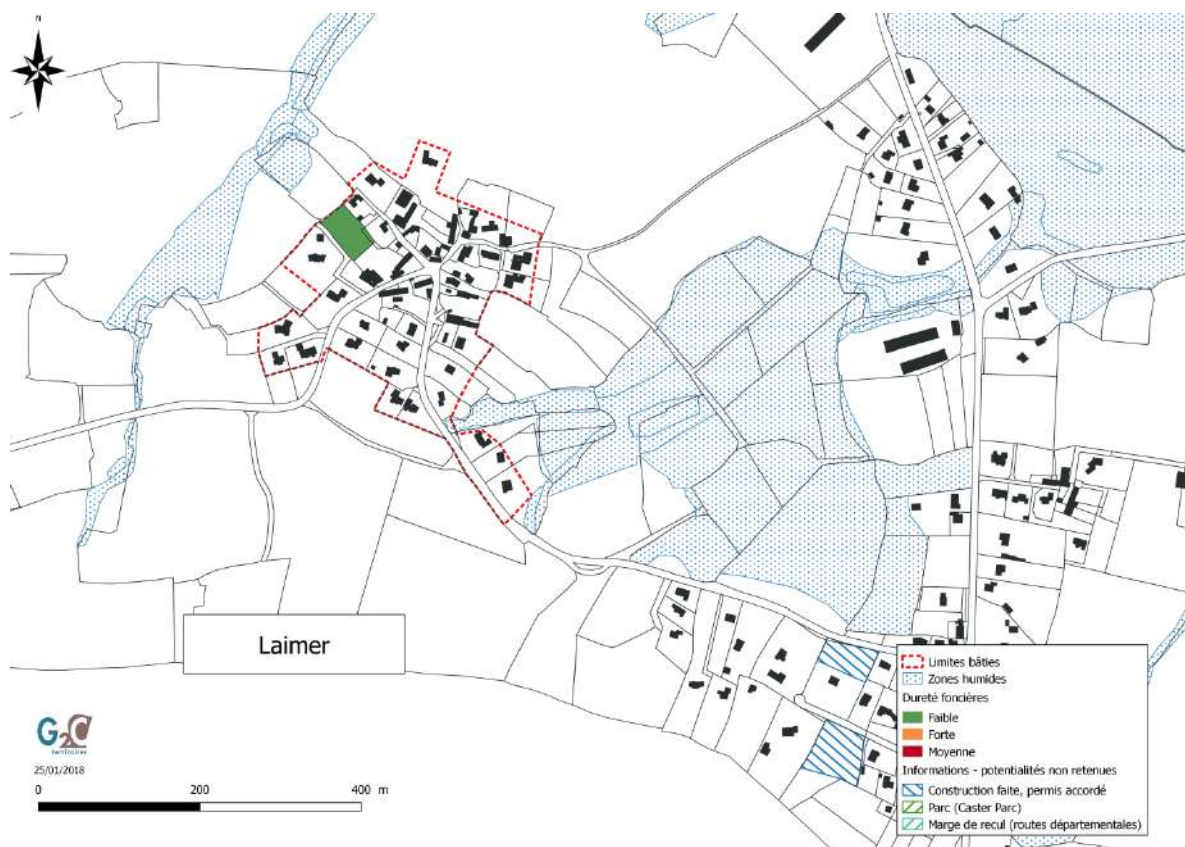 N
Laimer
G2C
territoires
25/01/2018
0 200 400 m
Limites bâties
Zones humides
Dureté foncières
Faible
Forte
Moyenne
Informations - potentialités non retenues
Construction faite, permis accordé
Parc (Caster Parc)
Marge de recul (routes départementales)